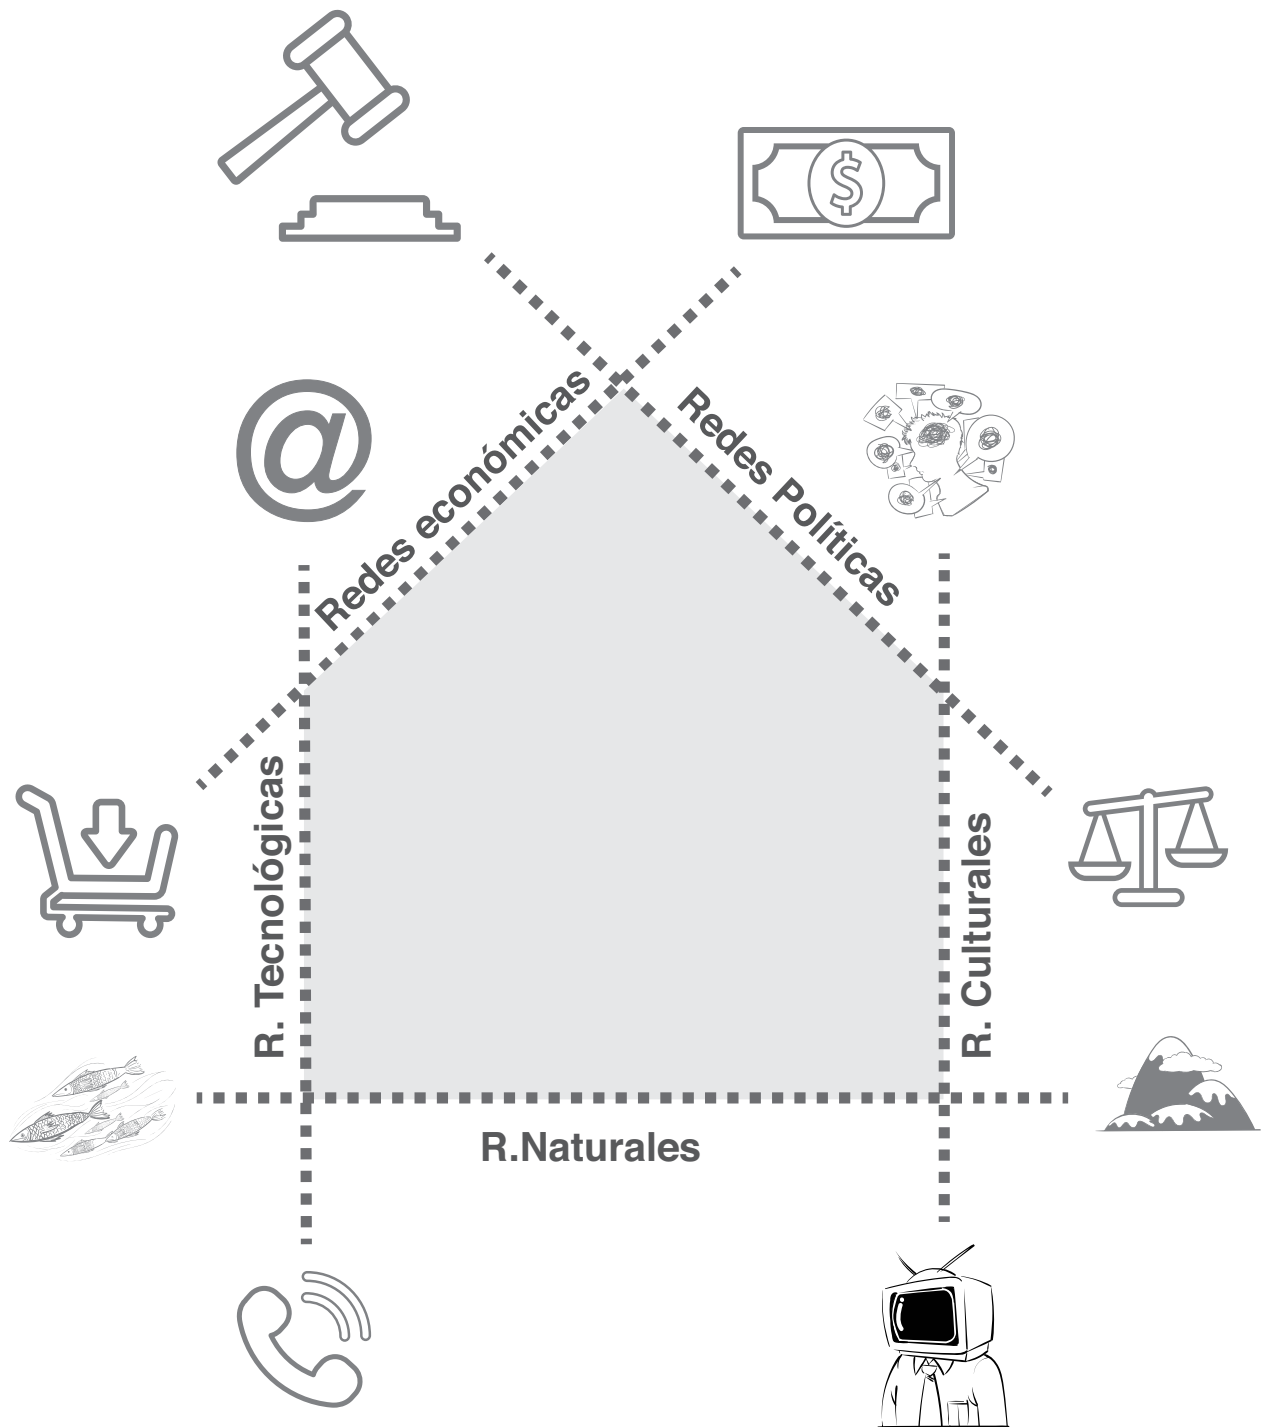 $
@
Redes económicas
Redes Políticas
R. Tecnológicas
R. Culturales
R.Naturales